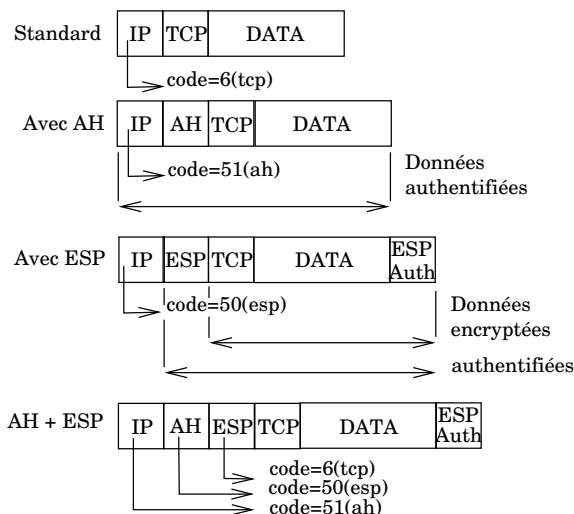 Standard IP TCP DATA
code=6(tcp)
Avec AH IP AH TCP DATA
code=51(ah)
Données
authentifiées
Avec ESP IP ESP TCP DATA ESP
Auth
code=50(esp)
Données
encryptées
authentifiées
AH + ESP IP AH ESP TCP DATA ESP
Auth
code=6(tcp)
code=50(esp)
code=51(ah)